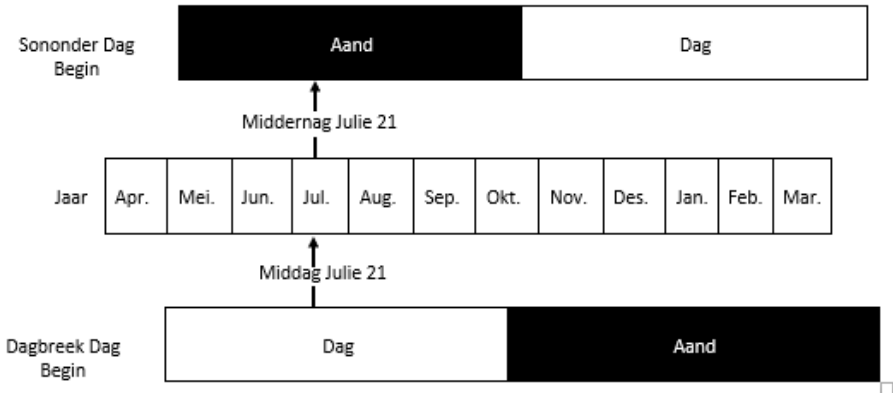 Sononder Dag
Begin
Aand
Dag
Middernag Julie 21
Jaar
Apr.
Mei.
Jun.
Jul.
Aug.
Sep.
Okt.
Nov.
Des.
Jan.
Feb.
Mar.
Middag Julie 21
Dagbreek Dag
Begin
Dag
Aand